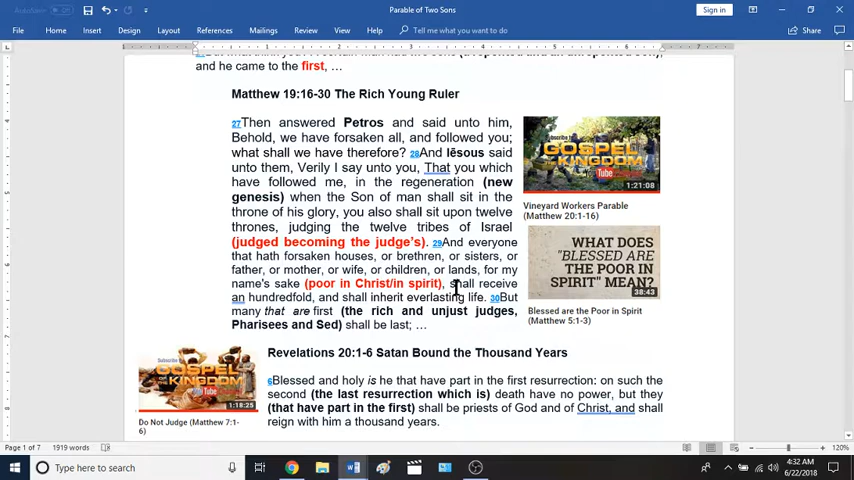 AutoSave Off
Parable of Two Sons
Sign in
File Home Insert Draw Design Layout References Mailings Review View Help Tell me what you want to do Share
and he came to the first, …
Matthew 19:16-30 The Rich Young Ruler
27Then answered Petros and said unto him,
Behold, we have forsaken all, and followed you;
what shall we have therefore? 28And Iēsous said
unto them, Verily I say unto you, That you which
have followed me, in the regeneration (new
genesis) when the Son of man shall sit in the
throne of his glory, you also shall sit upon twelve
thrones, judging the twelve tribes of Israel
(judged becoming the judge's). 29And everyone
that hath forsaken houses, or brethren, or sisters, or
father, or mother, or wife, or children, or lands, for my
name's sake (poor in Christ/in spirit), shall receive
an hundredfold, and shall inherit everlasting life. 30But
many that are first (the rich and unjust judges,
Pharisees and Sed) shall be last; …
GOSPEL
OF THE KINGDOM
YouTube
1:21:08
Vineyard Workers Parable
(Matthew 20:1-16)
WHAT DOES
"BLESSED ARE
THE POOR IN
SPIRIT" MEAN?
38:43
Blessed are the Poor in Spirit
(Matthew 5:1-3)
Revelations 20:1-6 Satan Bound the Thousand Years
6Blessed and holy is he that have part in the first resurrection: on such the
second (the last resurrection which is) death have no power, but they
(that have part in the first) shall be priests of God and of Christ, and shall
reign with him a thousand years.
Subscribe to
GOSPEL
OF THE KINGDOM
YouTube
1:18:25
Do Not Judge (Matthew 7:1-
6)
Page 1 of 7 1919 words 120%
Type here to search
4:32 AM
6/22/2018